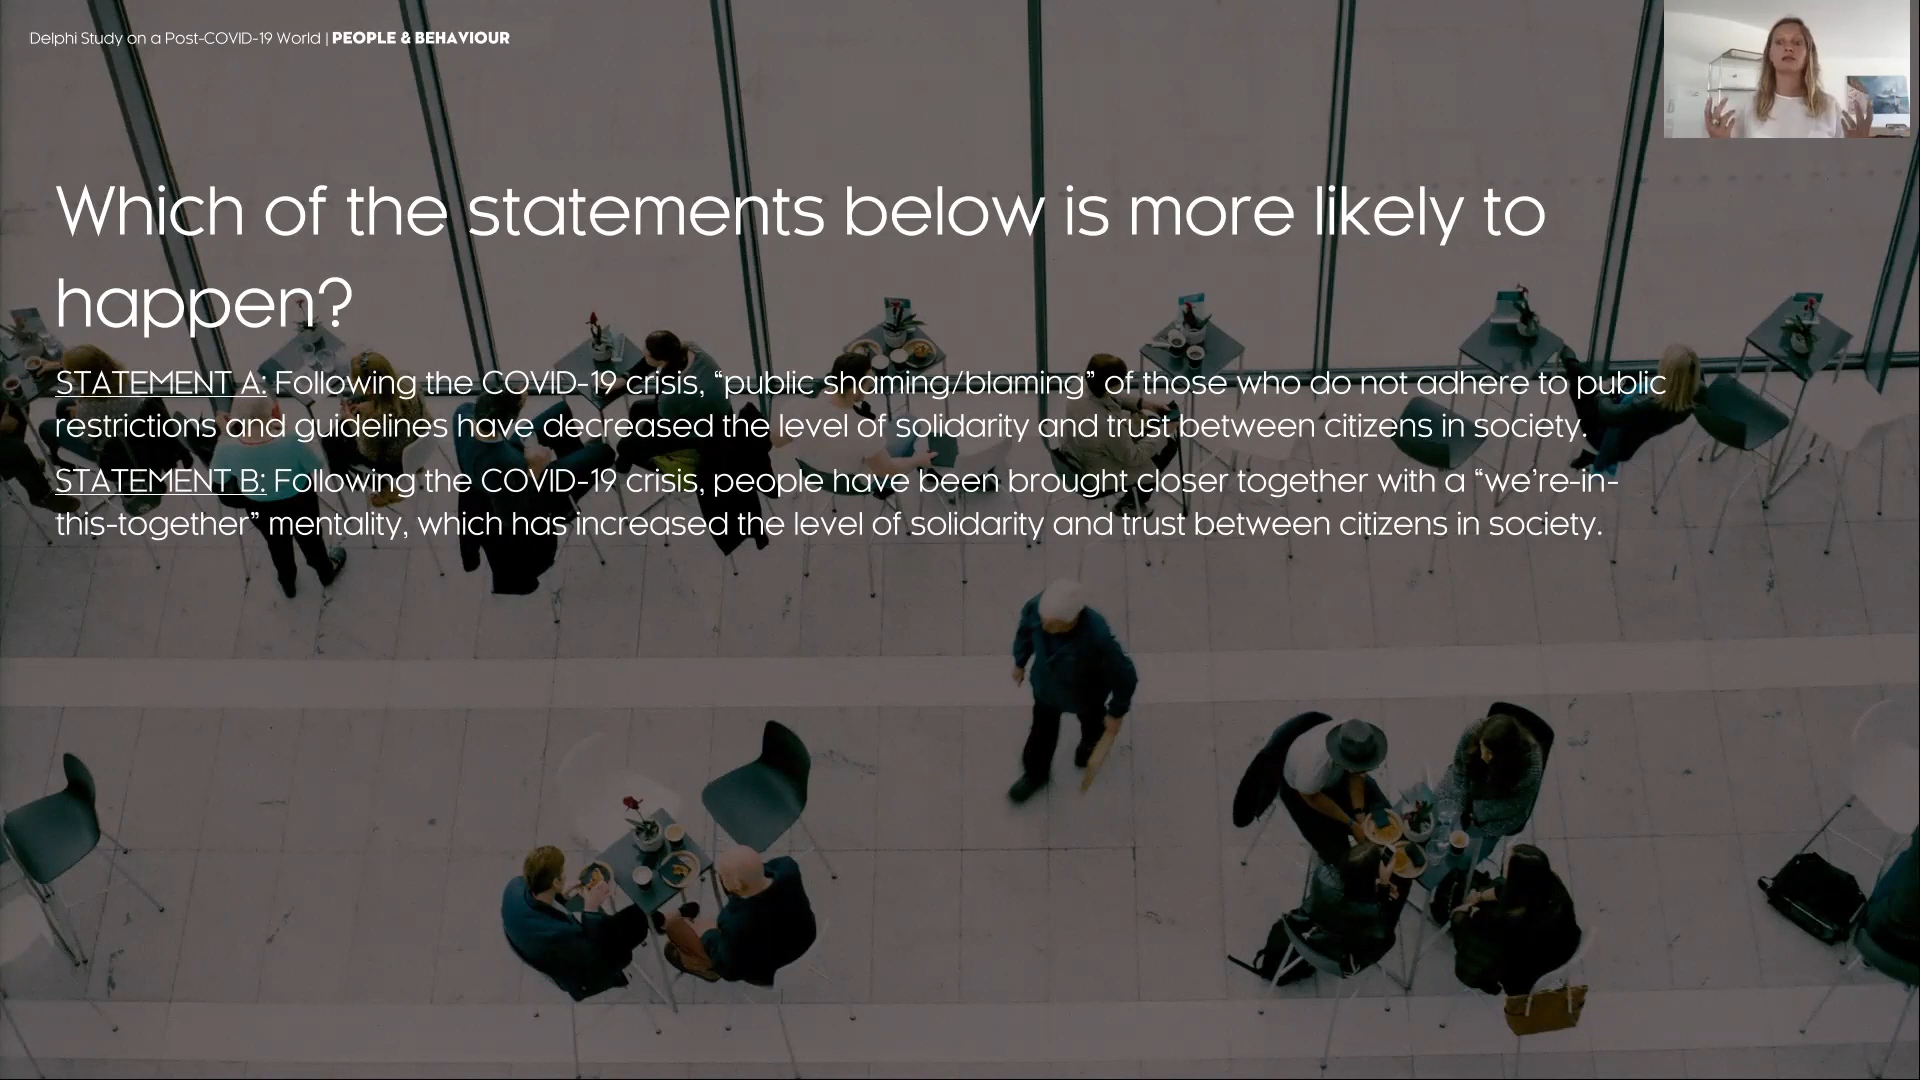 Delphi Study on a Post-COVID-19 World | PEOPLE & BEHAVIOUR
Which of the statements below is more likely to
happen?
STATEMENT A: Following the COVID-19 crisis, “public shaming/blaming” of those who do not adhere to public
restrictions and guidelines have decreased the level of solidarity and trust between citizens in society.
STATEMENT B: Following the COVID-19 crisis, people have been brought closer together with a “we’re-in-
this-together” mentality, which has increased the level of solidarity and trust between citizens in society.